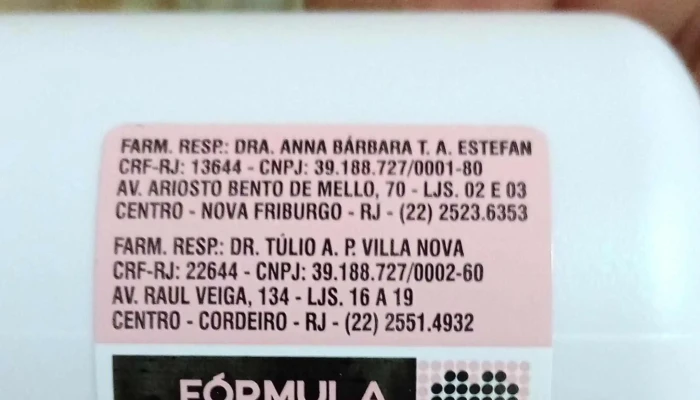 FARM. RESP.: DRA. ANNA BÁRBARA T. A. ESTEFAN
CRF-RJ: 13644 - CNPJ: 39.188.727/0001-80
AV. ARIOSTO BENTO DE MELLO, 70 - LJS. 02 E 03
CENTRO - NOVA FRIBURGO - RJ - (22) 2523.6353
FARM. RESP.: DR. TÚLIO A. P. VILLA NOVA
CRF-RJ: 22644 - CNPJ: 39.188.727/0002-60
AV. RAUL VEIGA, 134 - LJS. 16 A 19
CENTRO - CORDEIRO - RJ - (22) 2551.4932
FÓRMULA